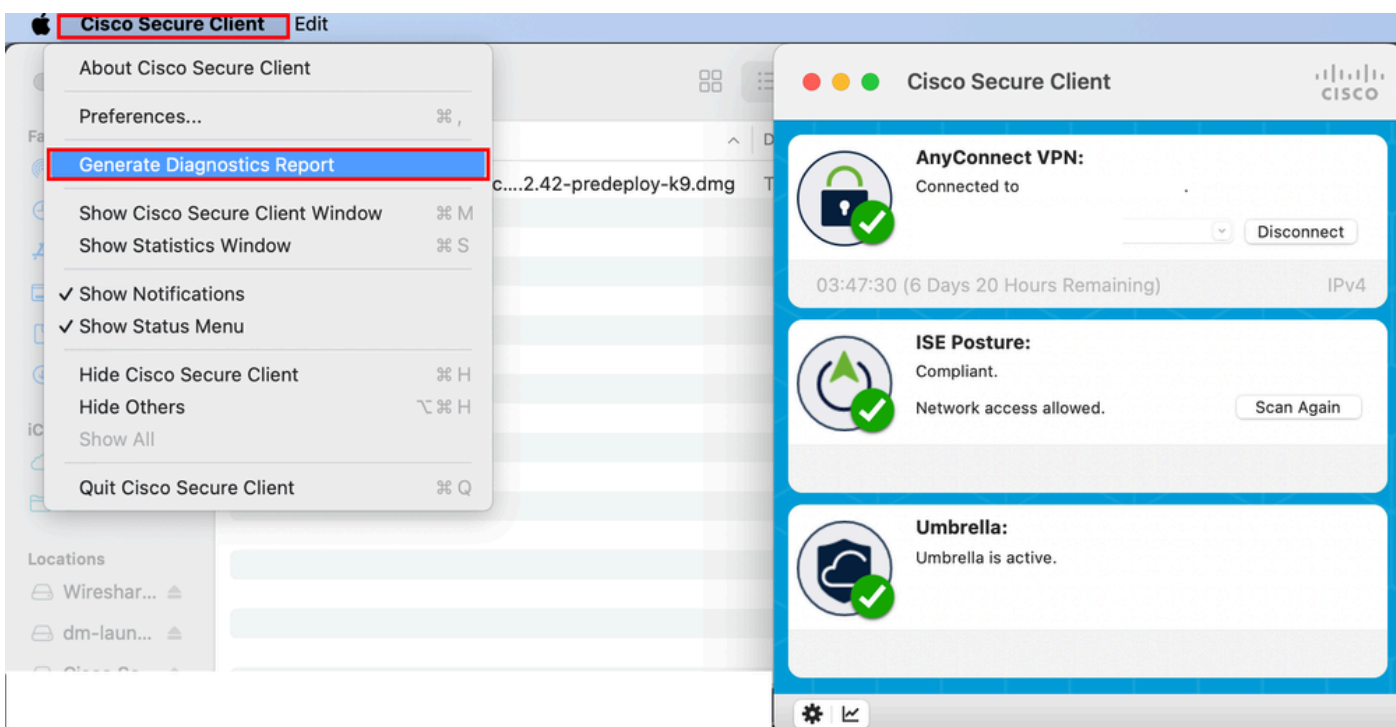 Cisco Secure Client Edit
About Cisco Secure Client
Preferences... ⌘ ,
Generate Diagnostics Report
Show Cisco Secure Client Window ⌘ M
Show Statistics Window ⌘ S
✓ Show Notifications
✓ Show Status Menu
Hide Cisco Secure Client ⌘ H
Hide Others ⌥ ⌘ H
Show All
Quit Cisco Secure Client ⌘ Q
c....2.42-predeploy-k9.dmg
Locations
Wireshar...
dm-laun...
Cisco Secure Client
CISCO
AnyConnect VPN:
Connected to .
Disconnect
03:47:30 (6 Days 20 Hours Remaining) IPv4
ISE Posture:
Compliant.
Network access allowed. Scan Again
Umbrella:
Umbrella is active.